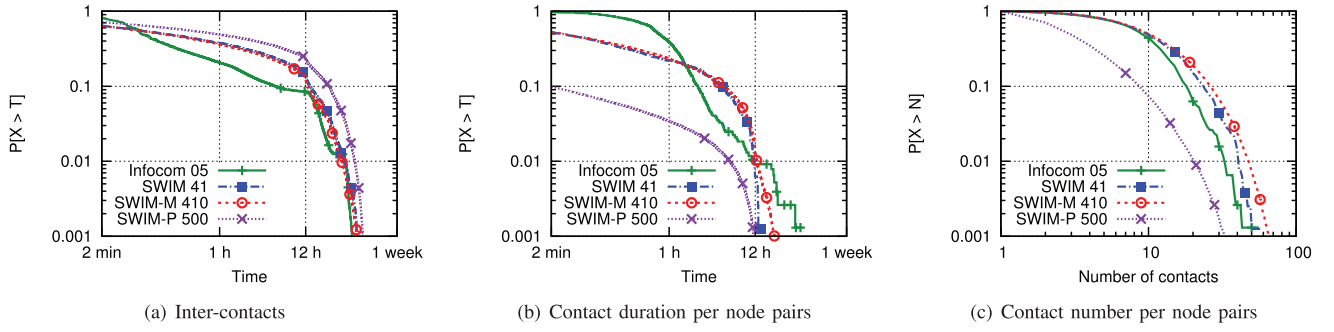 1
0.1
0.01
0.001
P[X > T]
Infocom 05
SWIM 41
SWIM-M 410
SWIM-P 500
2 min
1 h
12 h
1 week
Time
(a) Inter-contacts
1
0.1
0.01
0.001
P[X > T]
Infocom 05
SWIM 41
SWIM-M 410
SWIM-P 500
2 min
1 h
12 h
1 week
Time
(b) Contact duration per node pairs
1
0.1
0.01
0.001
P[X > N]
Infocom 05
SWIM 41
SWIM-M 410
SWIM-P 500
1
10
100
Number of contacts
(c) Contact number per node pairs